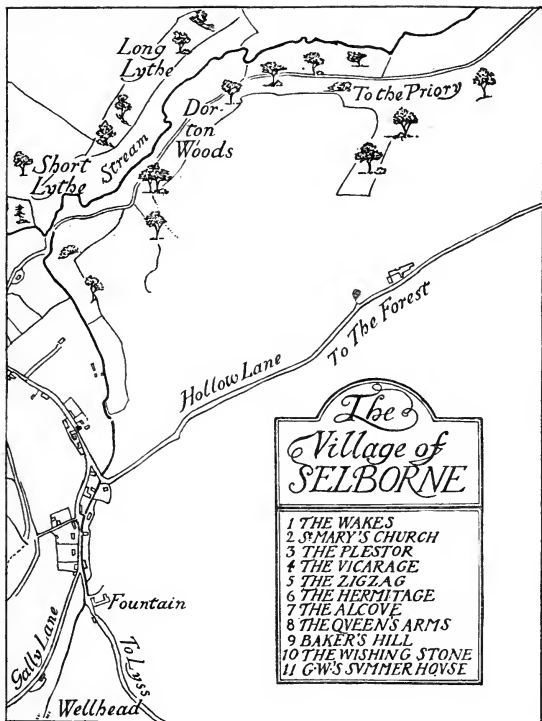 Long
Lythe
Dor-
ton
Woods
To the Priory
Stream
Short
Lythe
Hollow Lane
To The Forest
The
Village of
SELBORNE
1 THE WAKES
2 St MARY'S CHURCH
3 THE PLESTOR
4 THE VICARAGE
5 THE ZIGZAG
6 THE HERMITAGE
7 THE ALCOVE
8 THE QVEEN'S ARMS
9 BAKER'S HILL
10 THE WISHING STONE
11 G·W'S SVMMER HOVSE
Fountain
Gally Lane
To Lyss
Wellhead